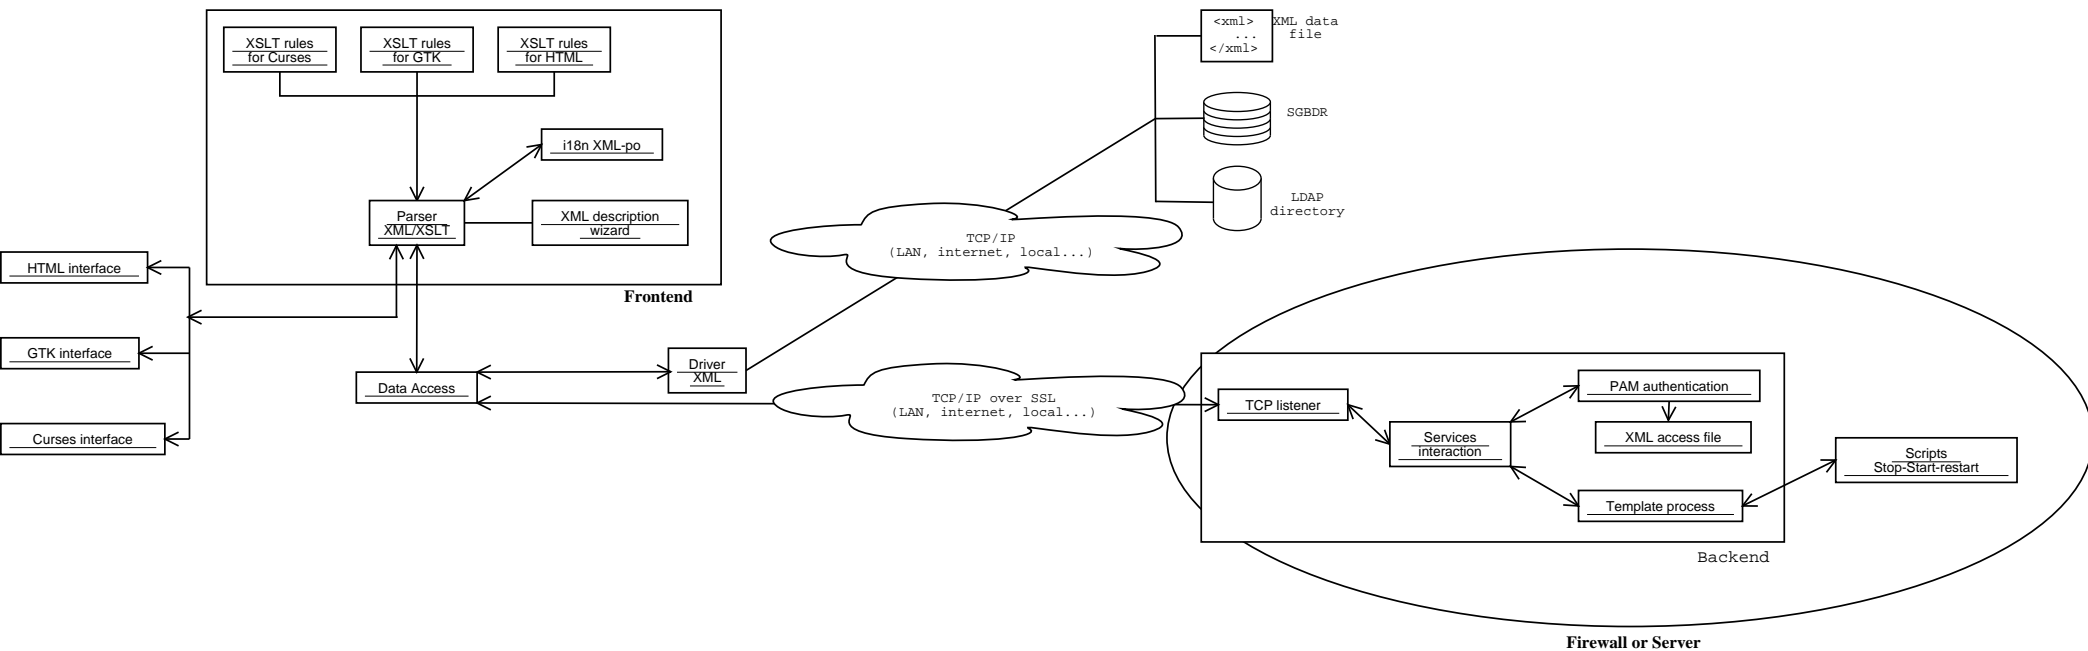 XSLT rules
for Curses
XSLT rules
for GTK
XSLT rules
for HTML
i18n XML-po
Parser
XML/XSLT
XML description
wizard
Frontend
HTML interface
GTK interface
Curses interface
Data Access
Driver
XML
<xml>
...
</xml>
XML data
file
SGBDR
LDAP
directory
TCP/IP
(LAN, internet, local...)
TCP/IP over SSL
(LAN, internet, local...)
TCP listener
Services
interaction
PAM authentication
XML access file
Template process
Scripts
Stop-Start-restart
Backend
Firewall or Server